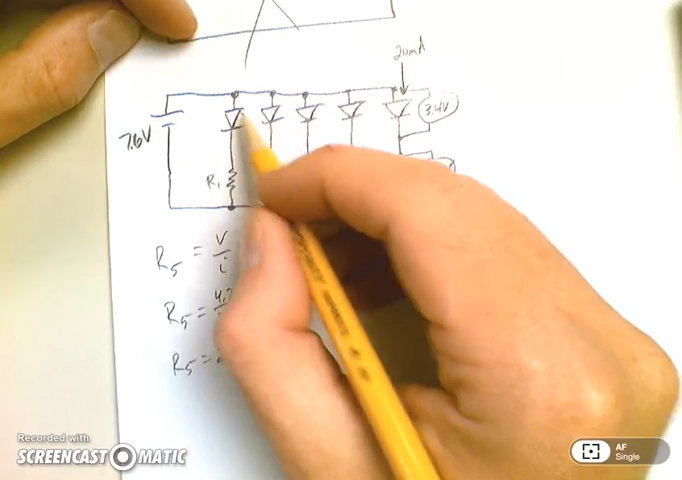 20mA
3.4V
7.6V
R1
R5 = V
i
R5 = 4.2
R5 =
Recorded with
SCREENCAST MATIC
AF
Single